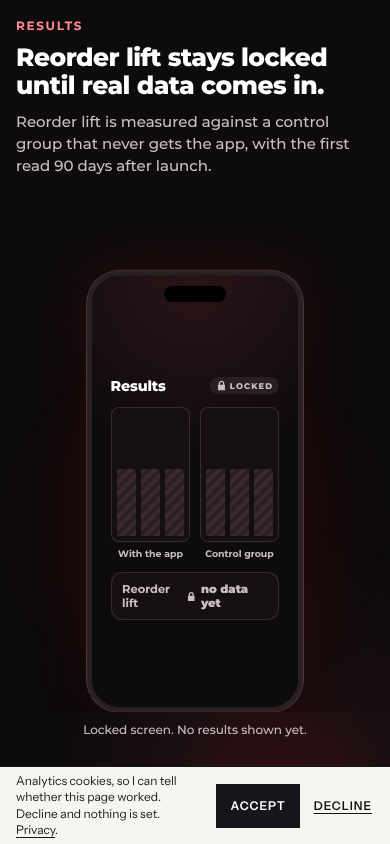 RESULTS
Reorder lift stays locked
until real data comes in.
Reorder lift is measured against a control
group that never gets the app, with the first
read 90 days after launch.
Results
LOCKED
With the app
Control group
Reorder
lift
no data
yet
Locked screen. No results shown yet.
Analytics cookies, so I can tell
whether this page worked.
Decline and nothing is set.
Privacy.
ACCEPT
DECLINE